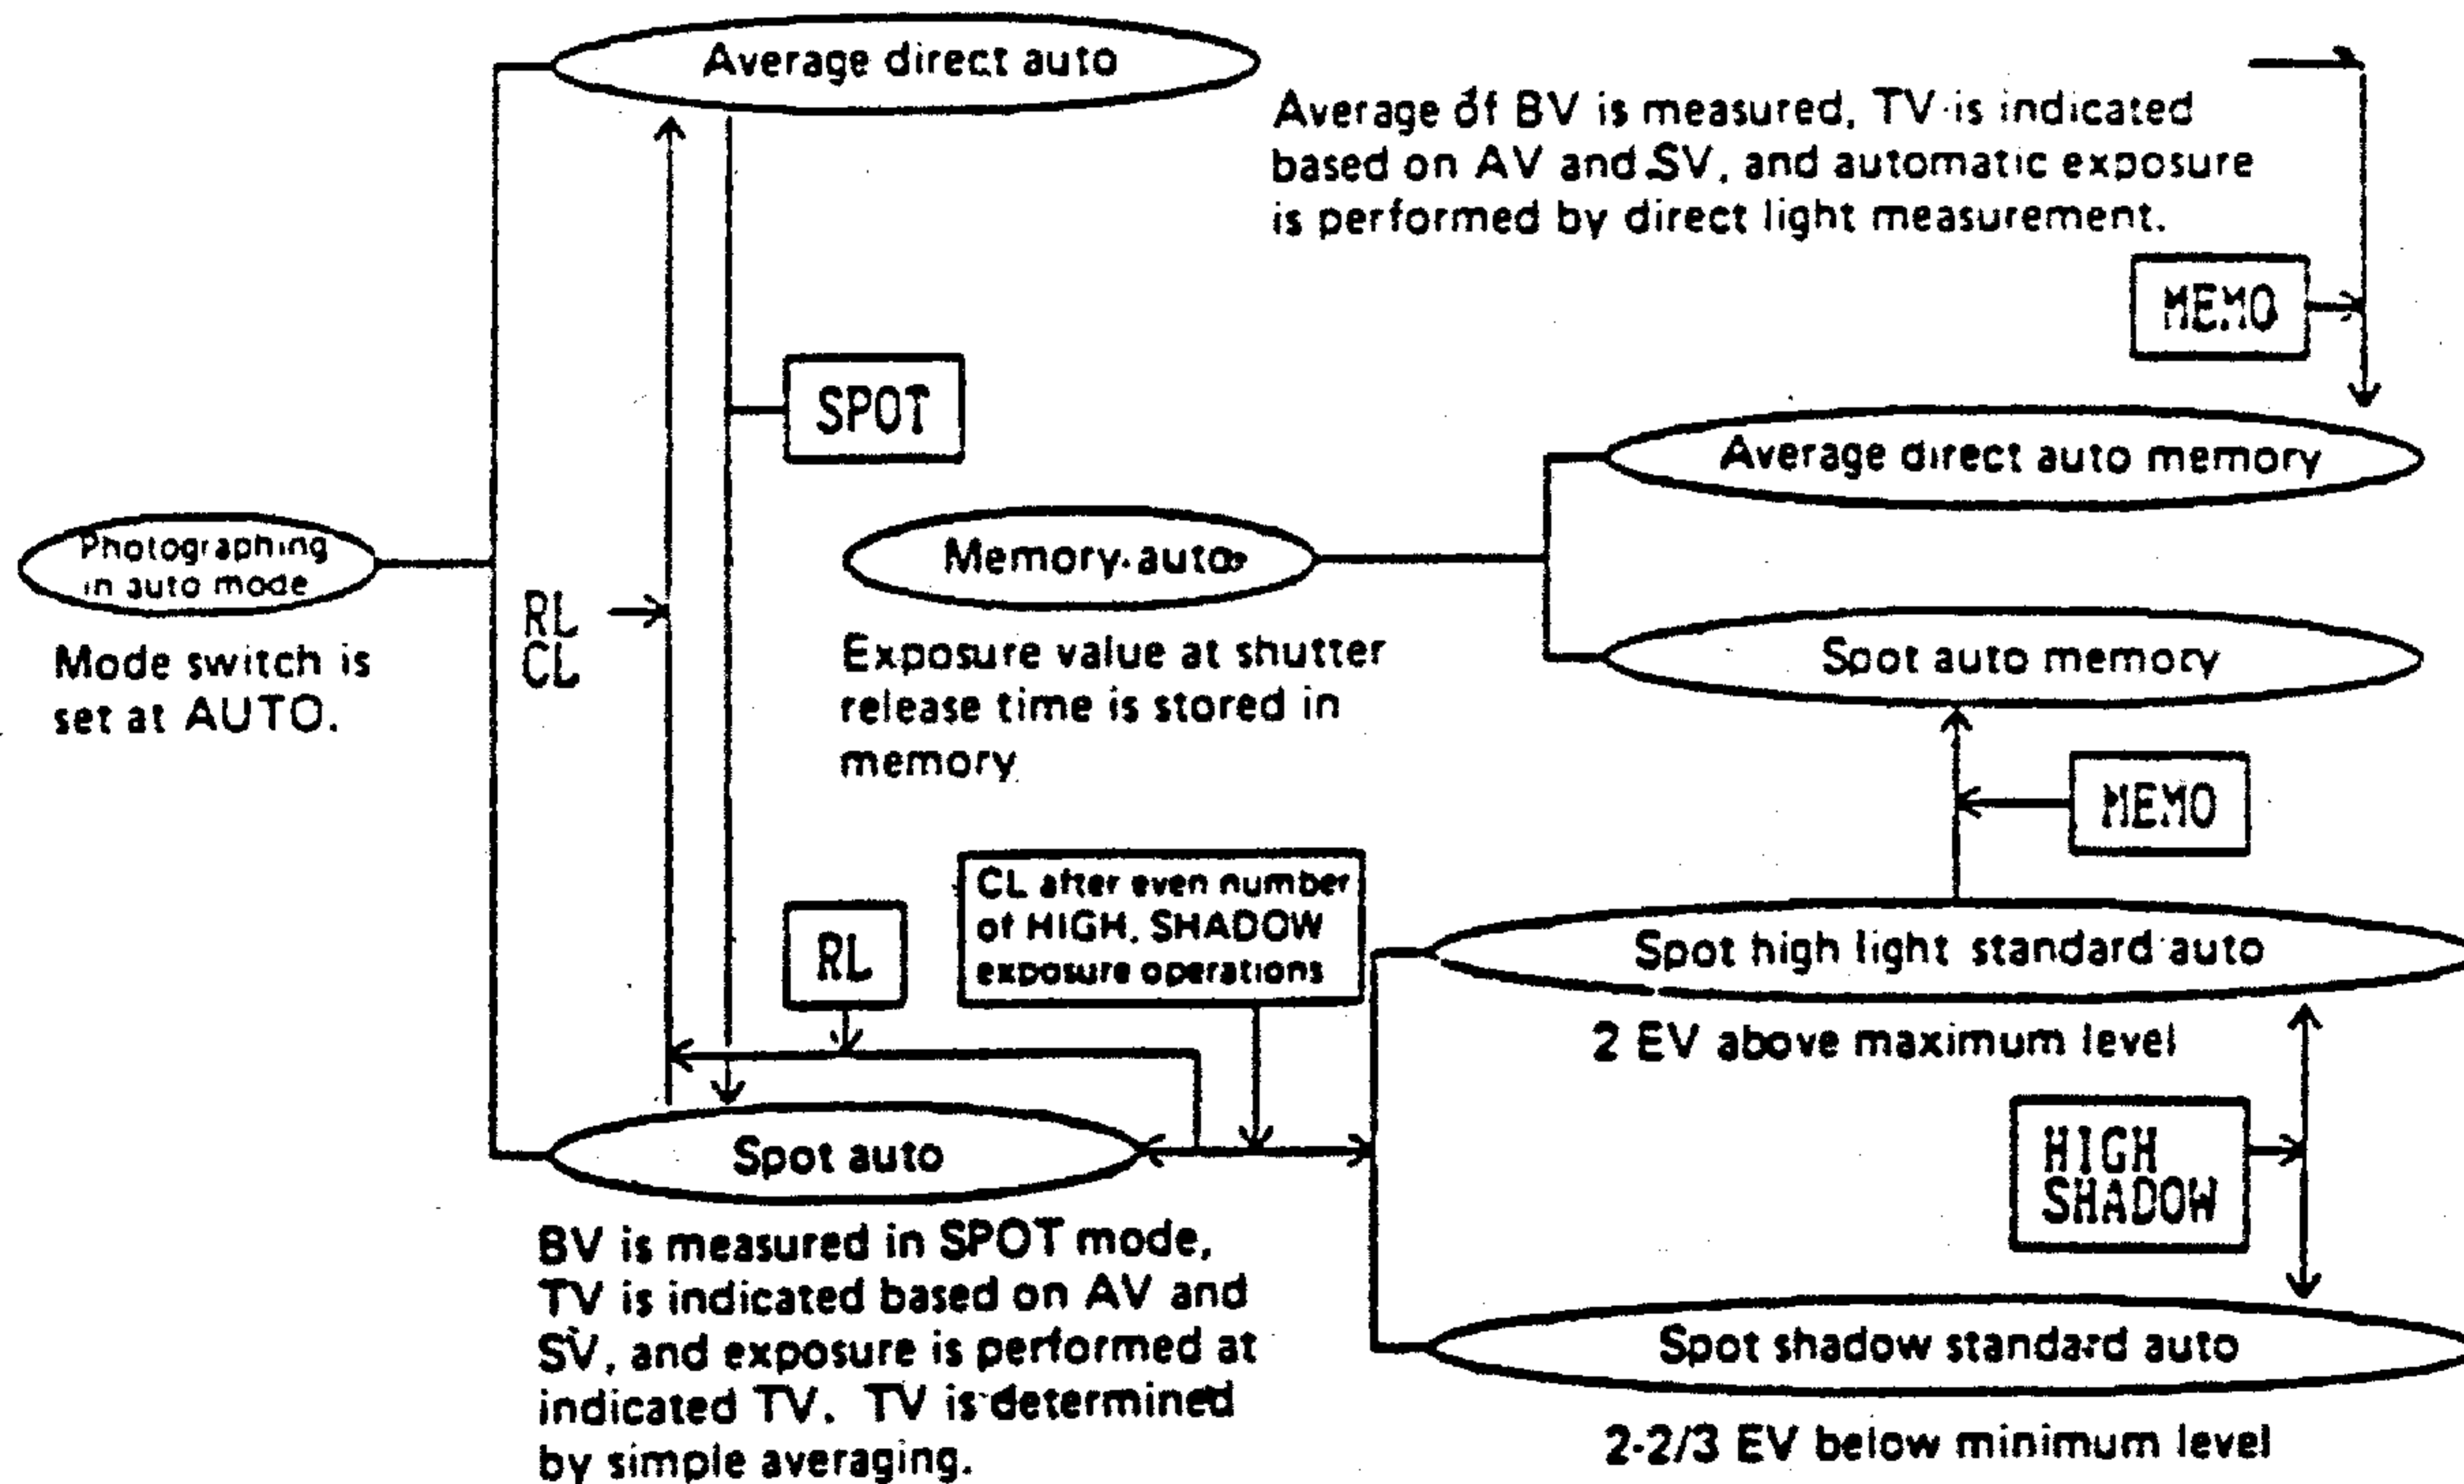 Average direct auto
Average of BV is measured, TV is indicated
based on AV and SV, and automatic exposure
is performed by direct light measurement.
MEMO
SPOT
Average direct auto memory
Photographing
in auto mode
Memory auto
Mode switch is
set at AUTO.
RL
CL
Exposure value at shutter
release time is stored in
memory
Spot auto memory
MEMO
RL
CL after even number
of HIGH, SHADOW
exposure operations
Spot high light standard auto
2 EV above maximum level
HIGH
SHADOW
Spot auto
BV is measured in SPOT mode,
TV is indicated based on AV and
SV, and exposure is performed at
indicated TV. TV is determined
by simple averaging.
Spot shadow standard auto
2-2/3 EV below minimum level